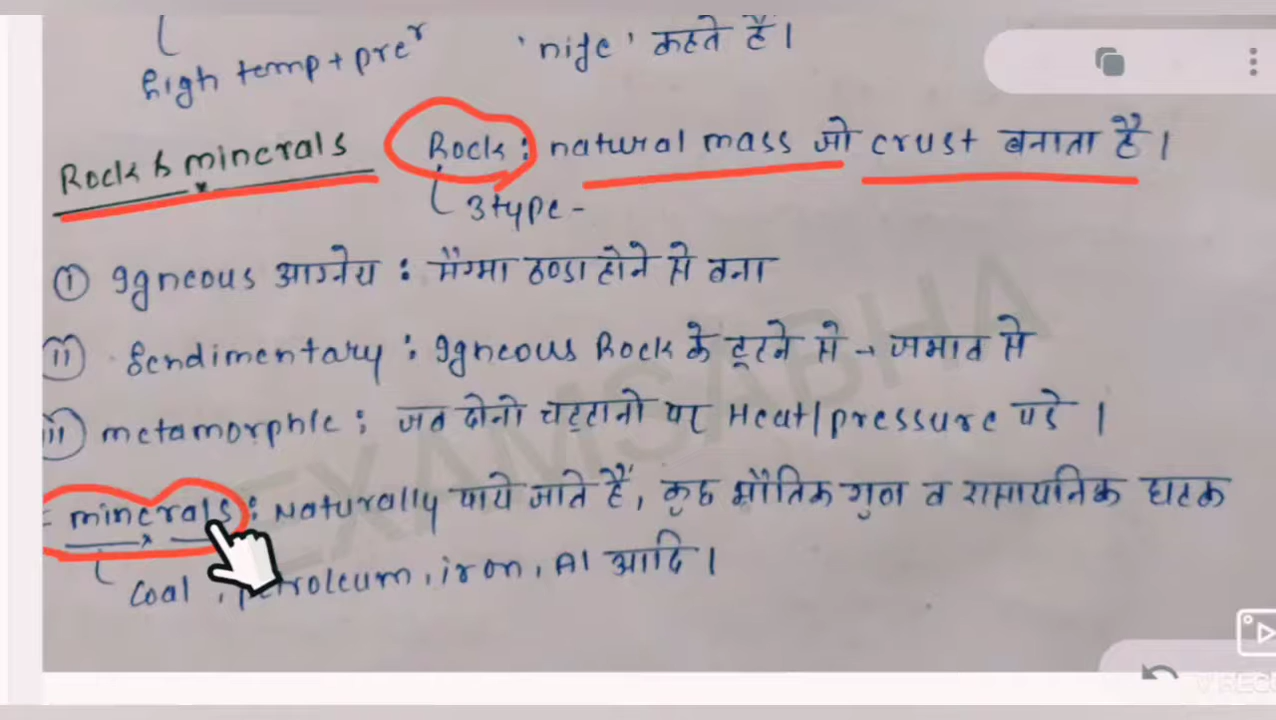 high temp + pre^r 'nife' कहते हैं।
Rock & minerals Rock : natural mass जो crust बनाता है।
3 type -
(i) Igneous आग्नेय : मैग्मा ठण्डा होने से बना
(ii) Sendimentary : Igneous Rock के टूटने से → जमाव से
(iii) metamorphic : जब दोनो चट्टानो पर Heat/pressure पडे ।
= minerals : Naturally पाये जाते हैं, कुछ भौतिक गुण व रासायनिक घटक
Coal , petroleum, iron, Al आदि ।
EXAMSABHA